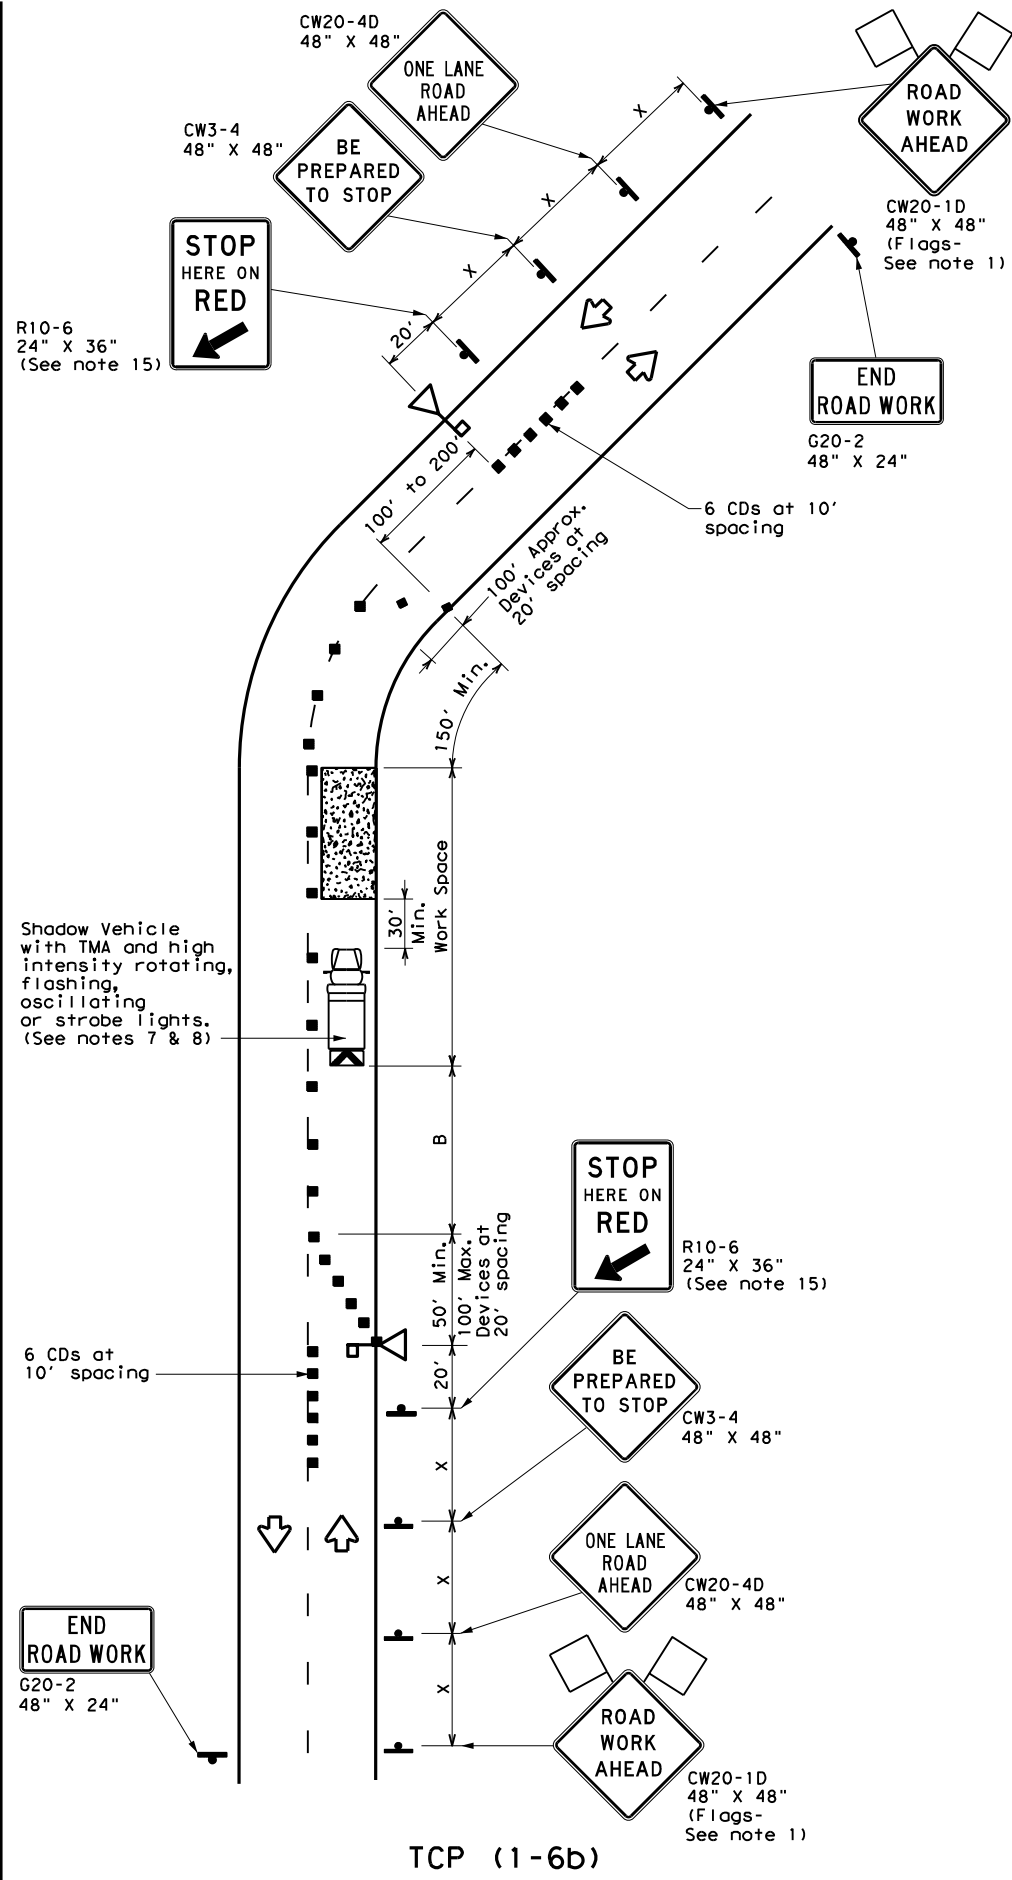 CW20-4D
48" X 48"
ONE LANE
ROAD
AHEAD
ROAD
WORK
AHEAD
CW20-1D
48" X 48"
(Flags-
See note 1)
CW3-4
48" X 48"
BE
PREPARED
TO STOP
X
X
X
20'
STOP
HERE ON
RED
R10-6
24" X 36"
(See note 15)
END
ROAD WORK
G20-2
48" X 24"
100' to 200'
6 CDs at 10'
spacing
100' Approx.
Devices at
20' spacing
150' Min.
Work Space
30'
Min.
Shadow Vehicle
with TMA and high
intensity rotating,
flashing,
oscillating
or strobe lights.
(See notes 7 & 8)
B
50' Min.
100' Max.
Devices at
20' spacing
STOP
HERE ON
RED
R10-6
24" X 36"
(See note 15)
6 CDs at
10' spacing
20'
BE
PREPARED
TO STOP
CW3-4
48" X 48"
X
X
X
ONE LANE
ROAD
AHEAD
CW20-4D
48" X 48"
END
ROAD WORK
G20-2
48" X 24"
ROAD
WORK
AHEAD
CW20-1D
48" X 48"
(Flags-
See note 1)
TCP (1-6b)